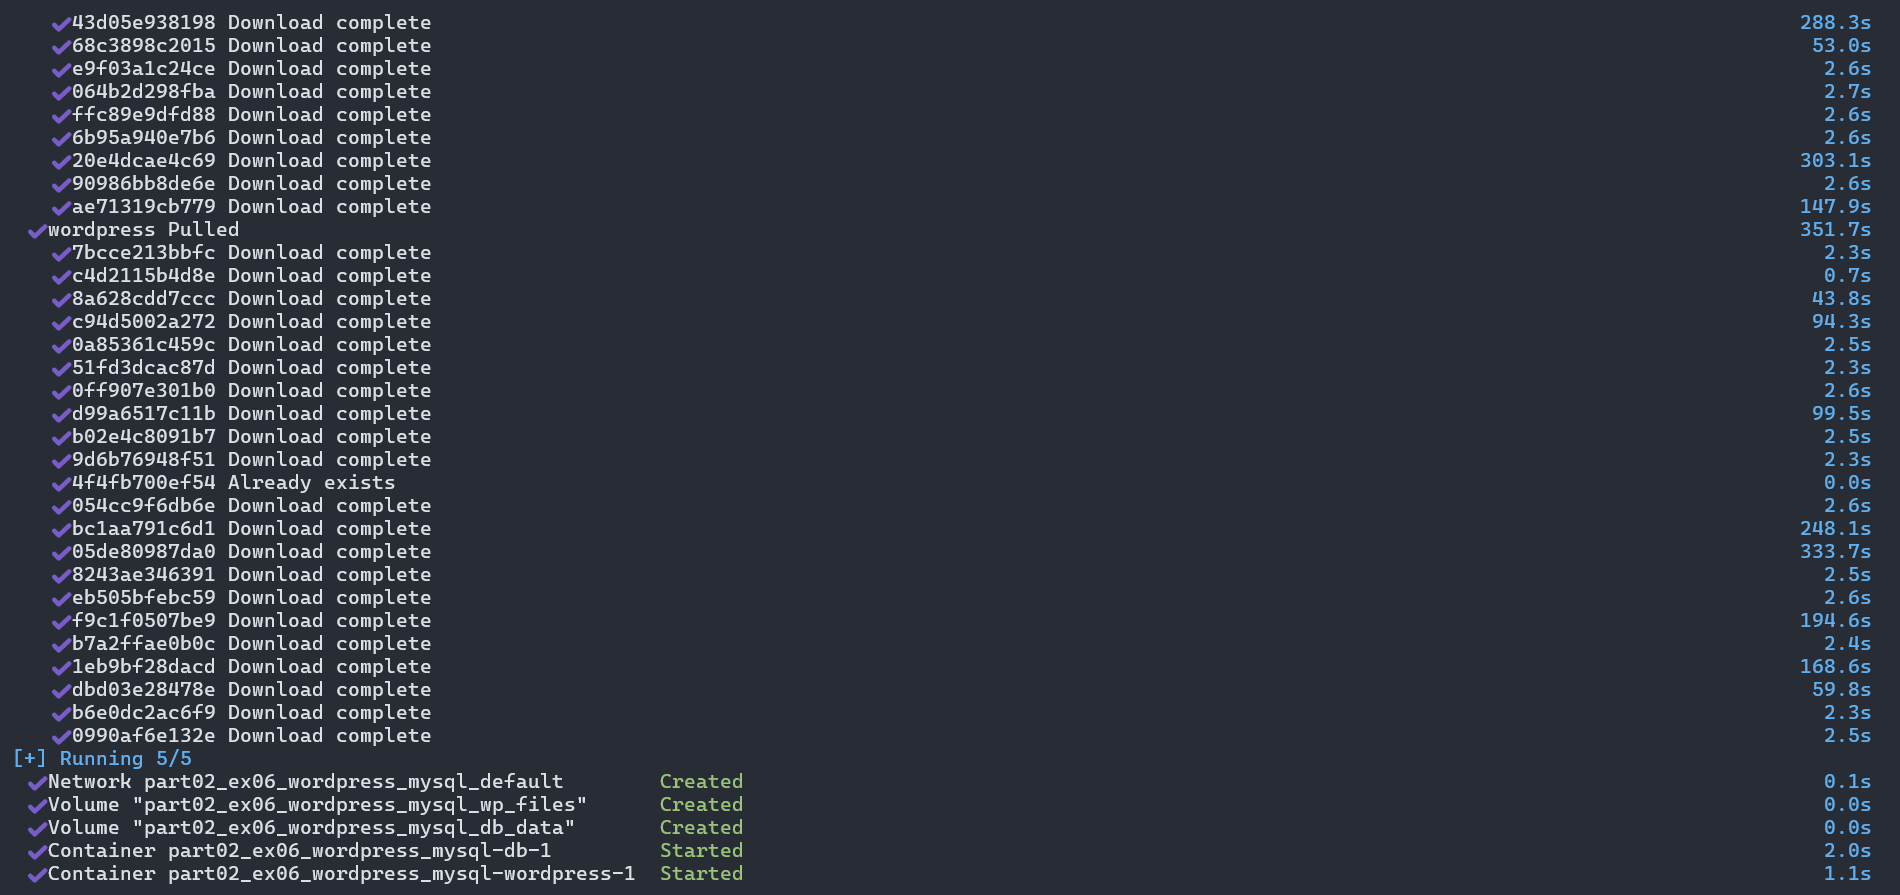 ✔43d05e938198 Download complete 288.3s
✔68c3898c2015 Download complete 53.0s
✔e9f03a1c24ce Download complete 2.6s
✔064b2d298fba Download complete 2.7s
✔ffc89e9dfd88 Download complete 2.6s
✔6b95a940e7b6 Download complete 2.6s
✔20e4dcae4c69 Download complete 303.1s
✔90986bb8de6e Download complete 2.6s
✔ae71319cb779 Download complete 147.9s
✔wordpress Pulled 351.7s
✔7bcce213bbfc Download complete 2.3s
✔c4d2115b4d8e Download complete 0.7s
✔8a628cdd7ccc Download complete 43.8s
✔c94d5002a272 Download complete 94.3s
✔0a85361c459c Download complete 2.5s
✔51fd3dcac87d Download complete 2.3s
✔0ff907e301b0 Download complete 2.6s
✔d99a6517c11b Download complete 99.5s
✔b02e4c8091b7 Download complete 2.5s
✔9d6b76948f51 Download complete 2.3s
✔4f4fb700ef54 Already exists 0.0s
✔054cc9f6db6e Download complete 2.6s
✔bc1aa791c6d1 Download complete 248.1s
✔05de80987da0 Download complete 333.7s
✔8243ae346391 Download complete 2.5s
✔eb505bfebc59 Download complete 2.6s
✔f9c1f0507be9 Download complete 194.6s
✔b7a2ffae0b0c Download complete 2.4s
✔1eb9bf28dacd Download complete 168.6s
✔dbd03e28478e Download complete 59.8s
✔b6e0dc2ac6f9 Download complete 2.3s
✔0990af6e132e Download complete 2.5s
[+] Running 5/5
✔Network part02_ex06_wordpress_mysql_default Created 0.1s
✔Volume "part02_ex06_wordpress_mysql_wp_files" Created 0.0s
✔Volume "part02_ex06_wordpress_mysql_db_data" Created 0.0s
✔Container part02_ex06_wordpress_mysql-db-1 Started 2.0s
✔Container part02_ex06_wordpress_mysql-wordpress-1 Started 1.1s